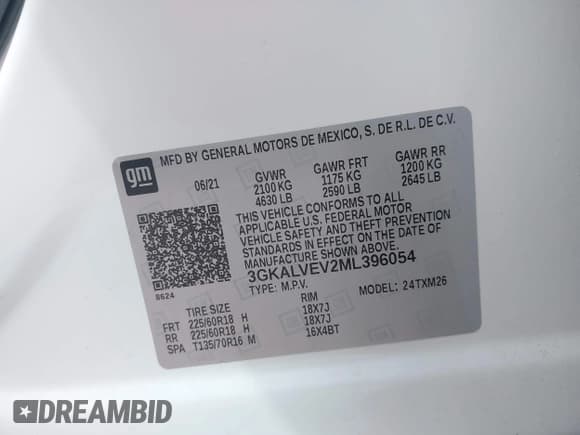 gm
MFD BY GENERAL MOTORS DE MEXICO, S. DE R.L. DE C.V.
06/21 GVWR GAWR FRT GAWR RR
2100 KG 1175 KG 1200 KG
4630 LB 2590 LB 2645 LB
THIS VEHICLE CONFORMS TO ALL
APPLICABLE U.S. FEDERAL MOTOR
VEHICLE SAFETY AND THEFT PREVENTION
STANDARDS IN EFFECT ON THE DATE OF
MANUFACTURE SHOWN ABOVE.
3GKALVEV2ML396054
8624 TYPE: M.P.V. MODEL: 24TXM26
TIRE SIZE RIM
FRT 225/60R18 H 18X7J
RR 225/60R18 H 18X7J
SPA T135/70R16 M 16X4BT
DREAMBID